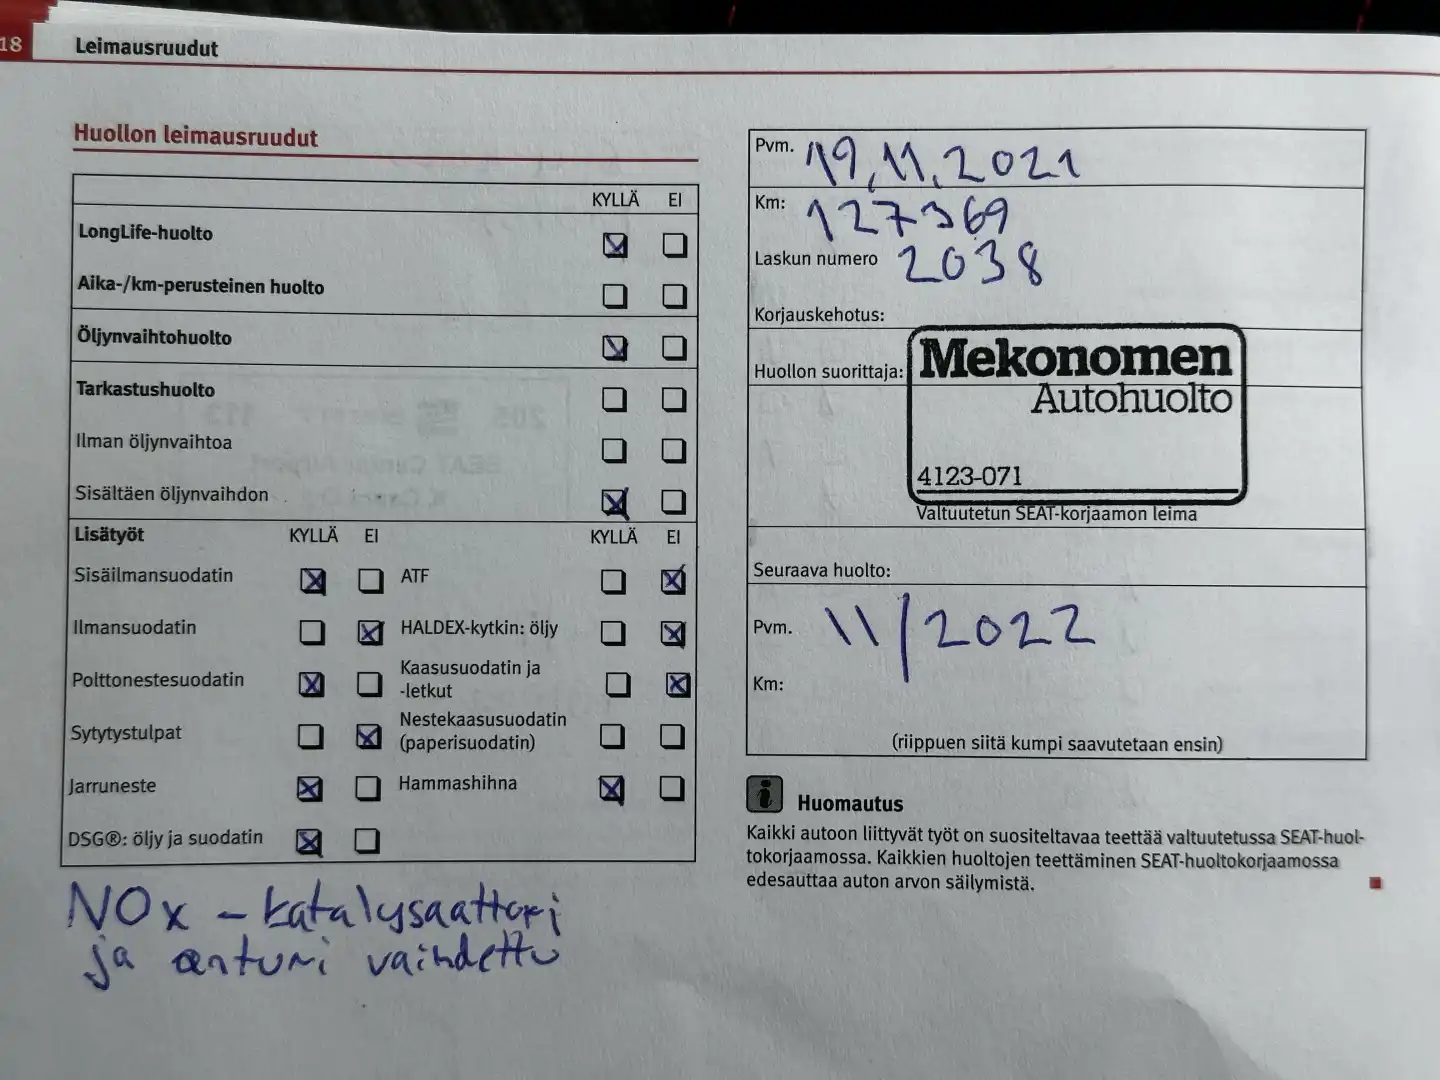 18 Leimausruudut
Huollon leimausruudut
KYLLÄ EI
LongLife-huolto
Aika-/km-perusteinen huolto
Öljynvaihtohuolto
Tarkastushuolto
Ilman öljynvaihtoa
Sisältäen öljynvaihdon
Lisätyöt KYLLÄ EI KYLLÄ EI
Sisäilmansuodatin ATF
Ilmansuodatin HALDEX-kytkin: öljy
Polttonestesuodatin Kaasusuodatin ja
-letkut
Sytytystulpat Nestekaasusuodatin
(paperisuodatin)
Jarruneste Hammashihna
DSG®: öljy ja suodatin
NOx - katalysaattori
ja anturi vaihdettu
Pvm. 19.11.2021
Km: 127369
Laskun numero 2038
Korjauskehotus:
Huollon suorittaja:
Mekonomen
Autohuolto
4123-071
Valtuutetun SEAT-korjaamon leima
Seuraava huolto:
Pvm. 11/2022
Km:
(riippuen siitä kumpi saavutetaan ensin)
i Huomautus
Kaikki autoon liittyvät työt on suositeltavaa teettää valtuutetussa SEAT-huol-
tokorjaamossa. Kaikkien huoltojen teettäminen SEAT-huoltokorjaamossa
edesauttaa auton arvon säilymistä.